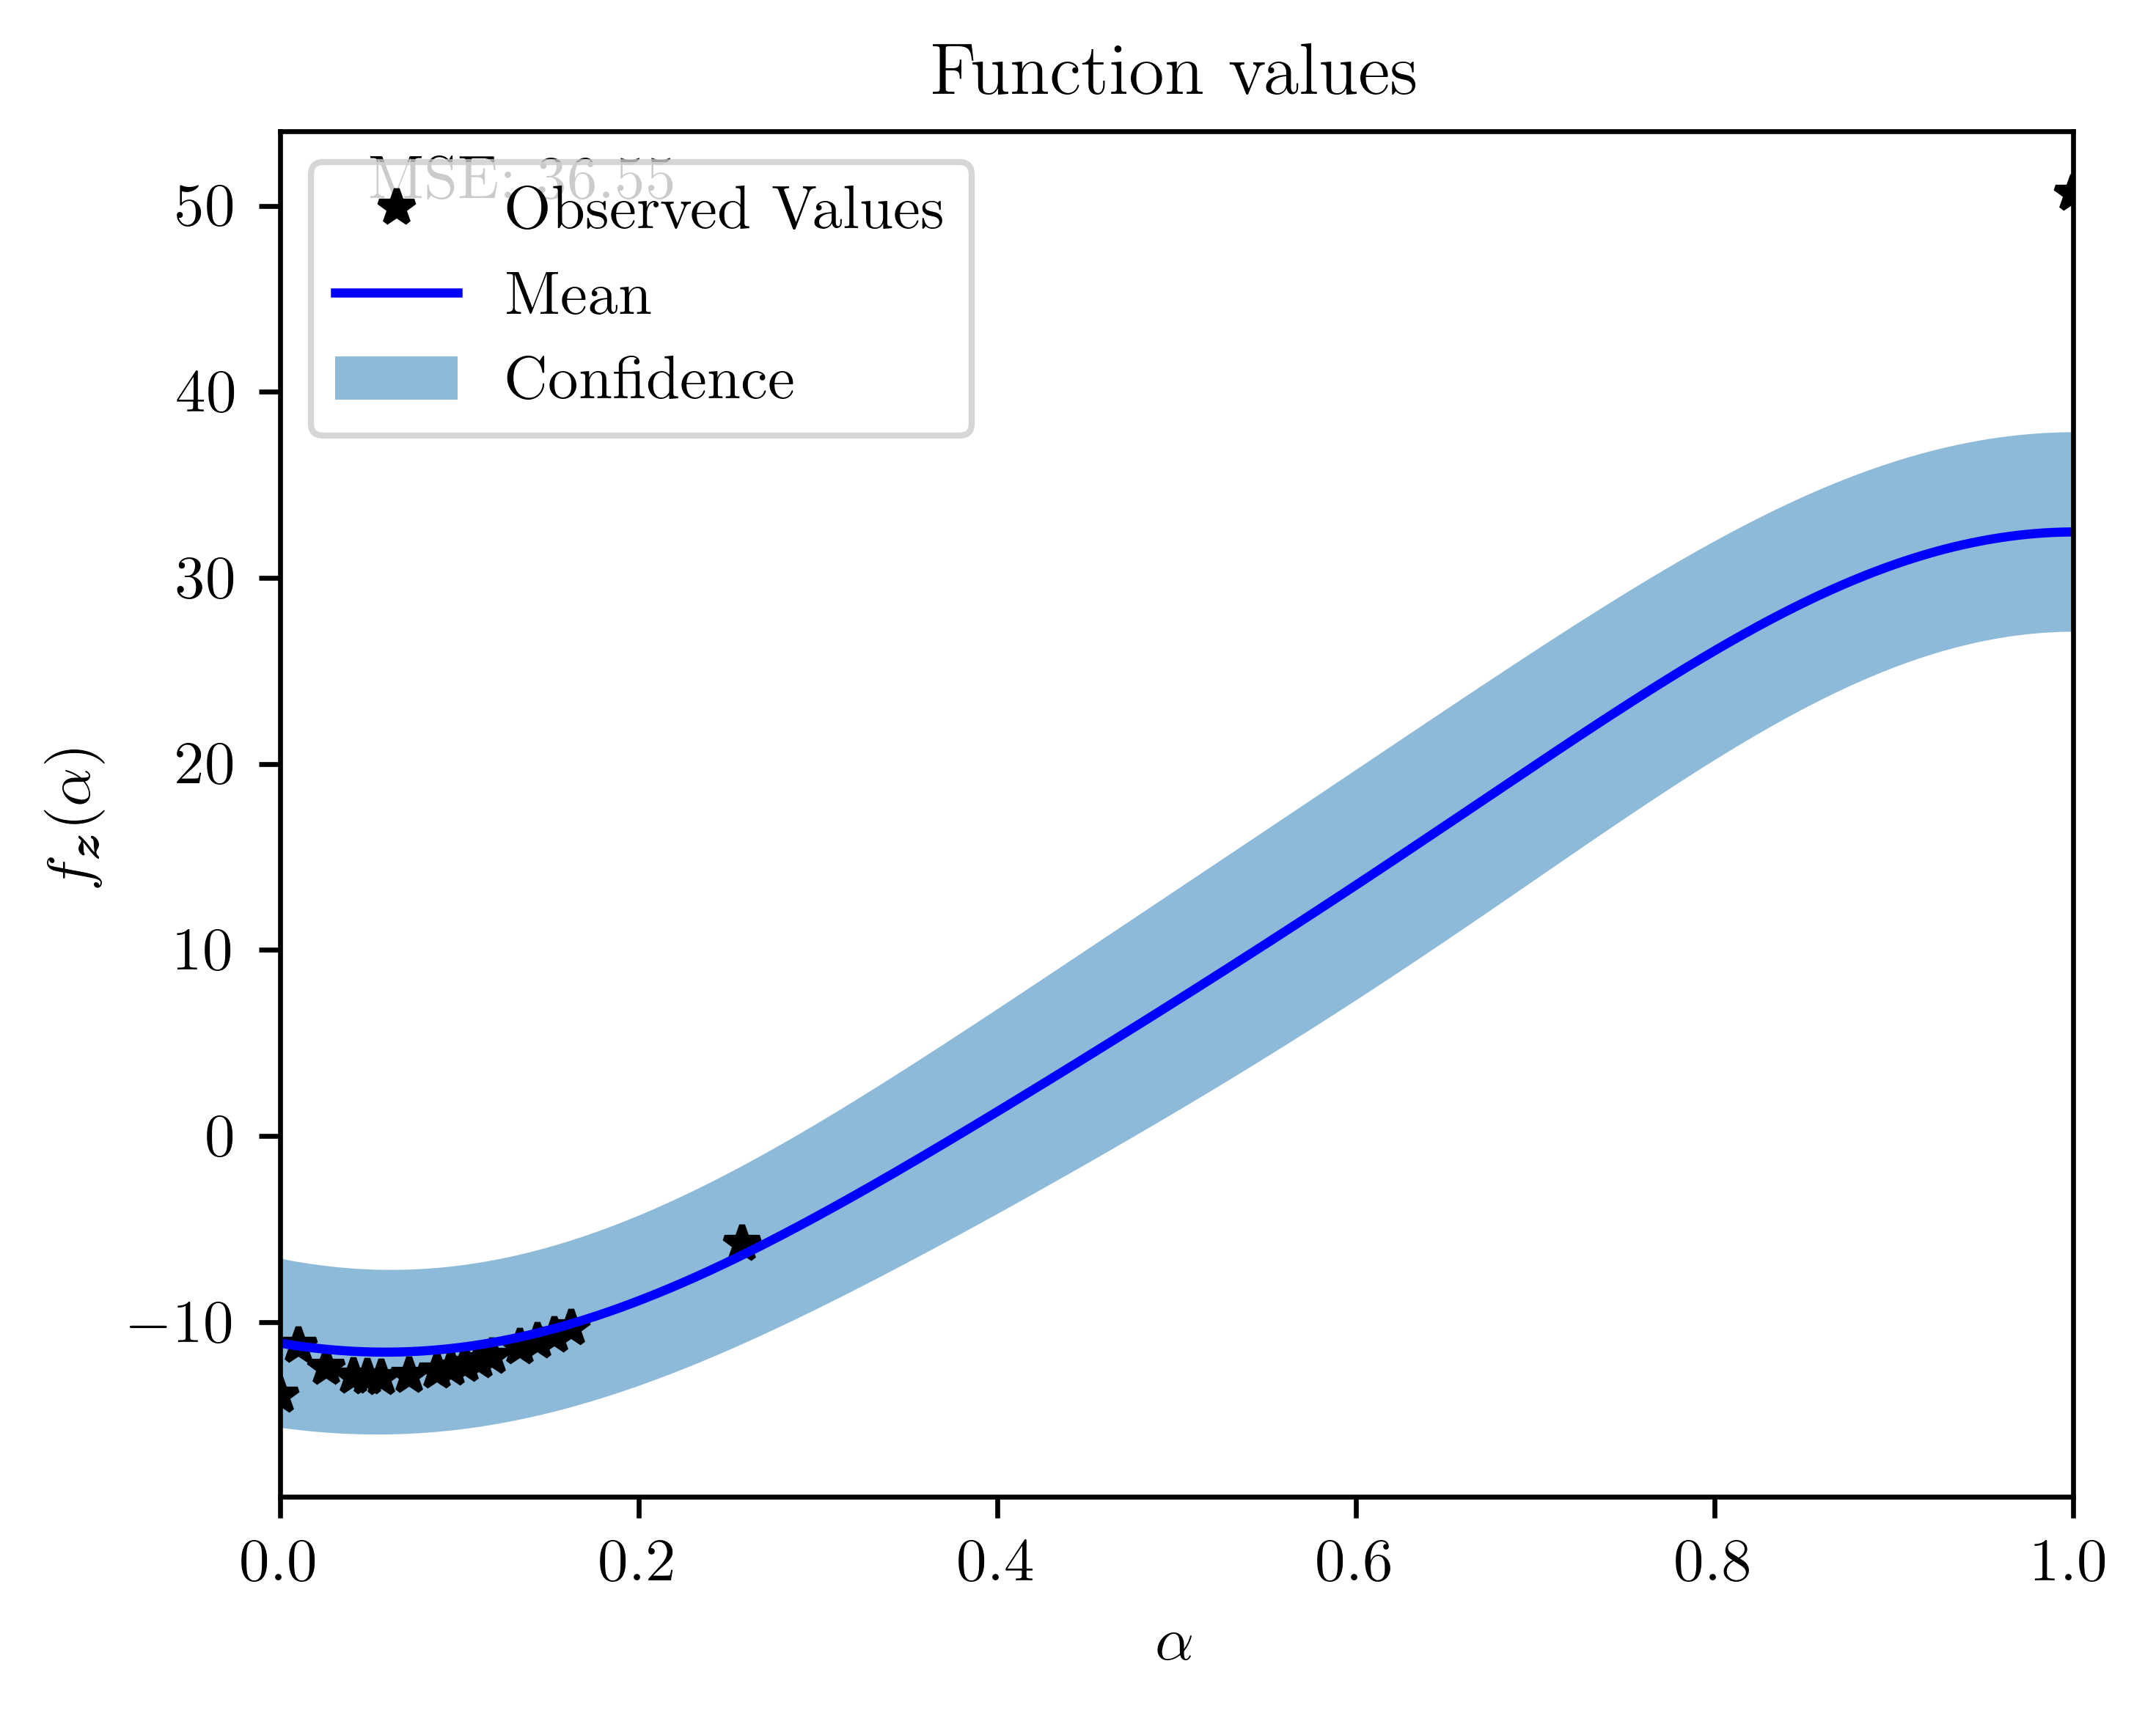 Function values
MSE: 36.55
Observed Values
Mean
Confidence
50
40
30
20
10
0
−10
f_z(α)
0.0 0.2 0.4 0.6 0.8 1.0
α